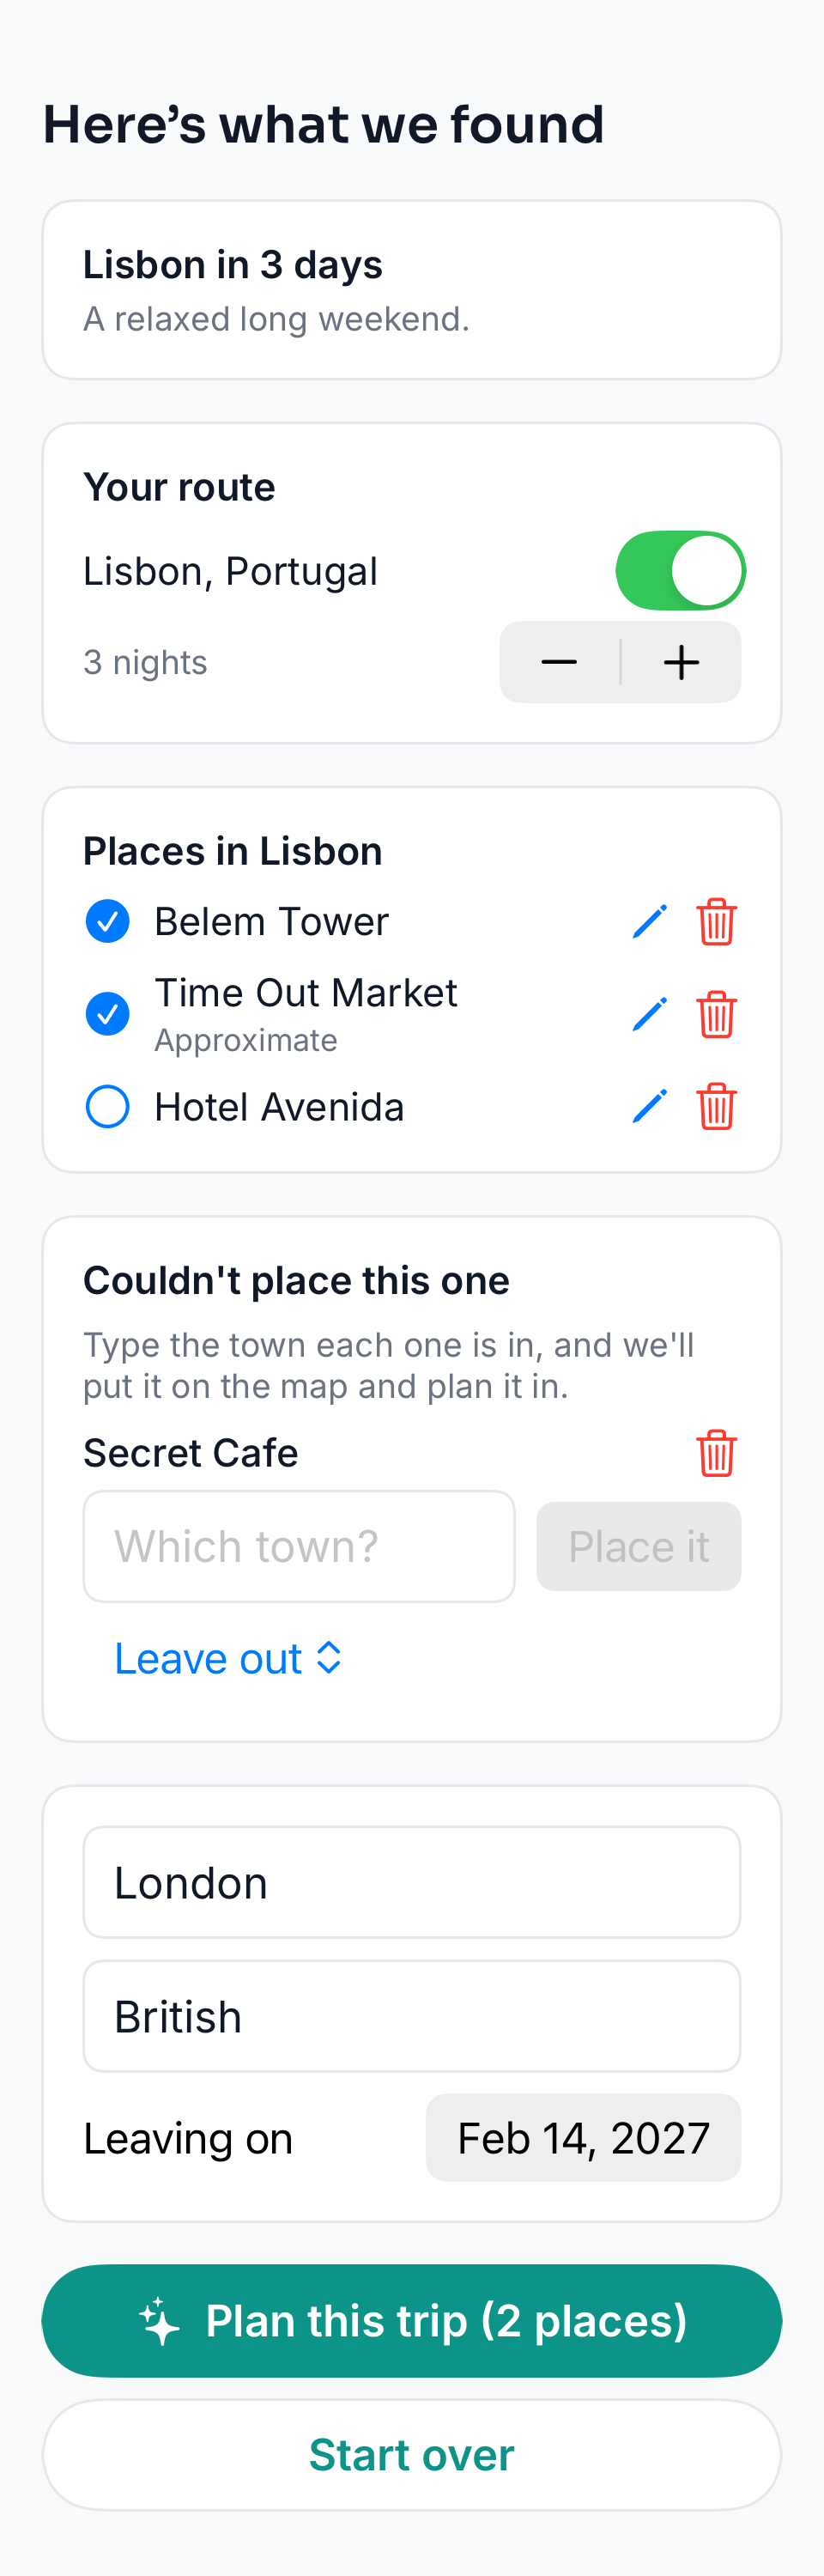 Here’s what we found
Lisbon in 3 days
A relaxed long weekend.
Your route
Lisbon, Portugal
3 nights
Places in Lisbon
Belem Tower
Time Out Market
Approximate
Hotel Avenida
Couldn't place this one
Type the town each one is in, and we'll
put it on the map and plan it in.
Secret Cafe
Which town?
Place it
Leave out
London
British
Leaving on
Feb 14, 2027
Plan this trip (2 places)
Start over